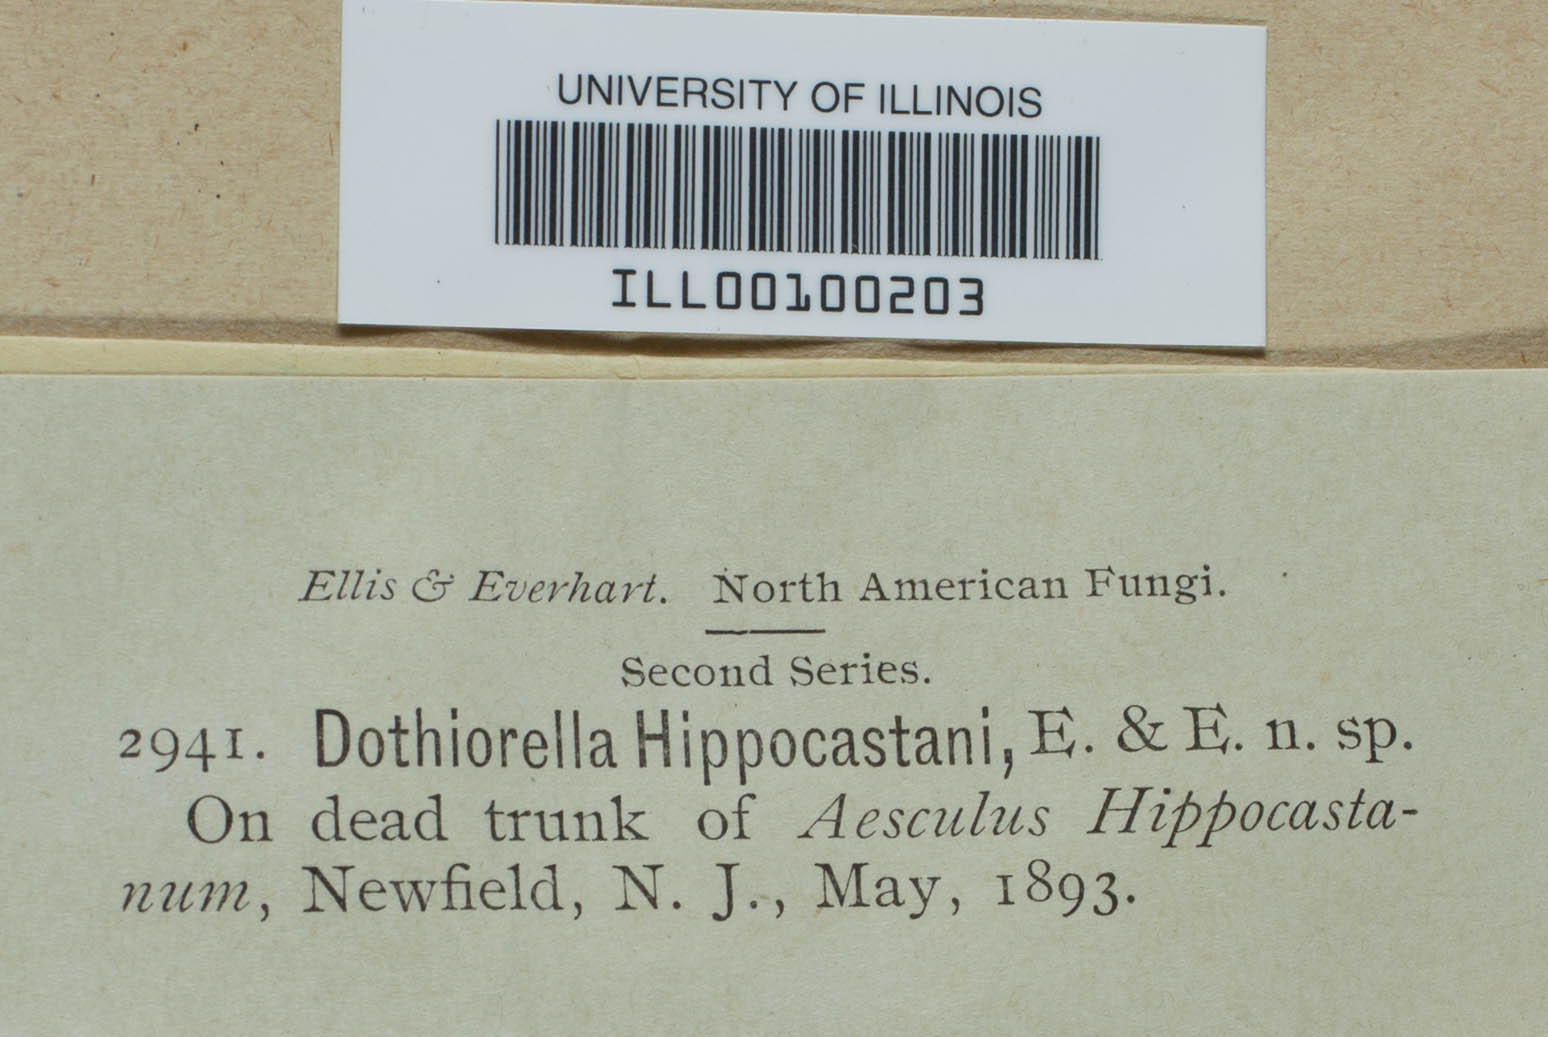 UNIVERSITY OF ILLINOIS
ILL00100203
Ellis & Everhart. North American Fungi.
Second Series.
2941. Dothiorella Hippocastani, E. & E. n. sp.
On dead trunk of Aesculus Hippocasta-
num, Newfield, N. J., May, 1893.